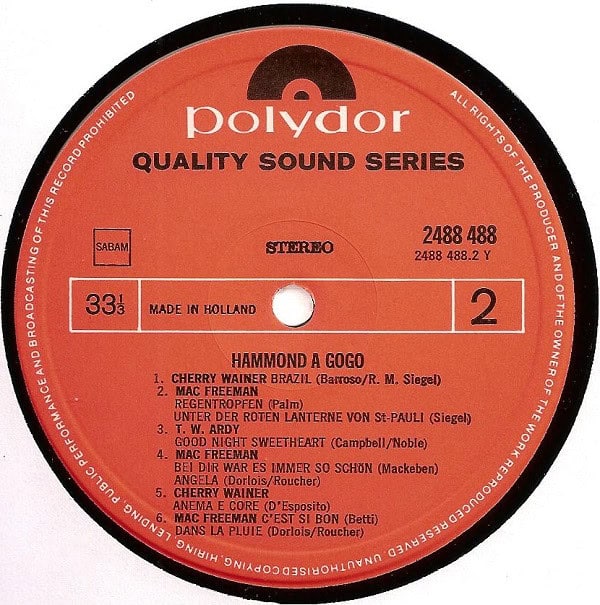 polydor
QUALITY SOUND SERIES
SABAM
STEREO
2488 488
2488 488.2 Y
33⅓
MADE IN HOLLAND
2
HAMMOND A GOGO
1. CHERRY WAINER BRAZIL (Barroso/R. M. Siegel)
2. MAC FREEMAN
REGENTROPFEN (Palm)
UNTER DER ROTEN LANTERNE VON St-PAULI (Siegel)
3. T. W. ARDY
GOOD NIGHT SWEETHEART (Campbell/Noble)
4. MAC FREEMAN
BEI DIR WAR ES IMMER SO SCHÖN (Mackeben)
ANGELA (Dorlois/Roucher)
5. CHERRY WAINER
ANEMA E CORE (D'Esposito)
6. MAC FREEMAN C'EST SI BON (Betti)
DANS LA PLUIE (Dorlois/Roucher)
ALL RIGHTS OF THE PRODUCER AND OF THE OWNER OF THE WORK REPRODUCED RESERVED. UNAUTHORISED COPYING, HIRING, LENDING, PUBLIC PERFORMANCE AND BROADCASTING OF THIS RECORD PROHIBITED